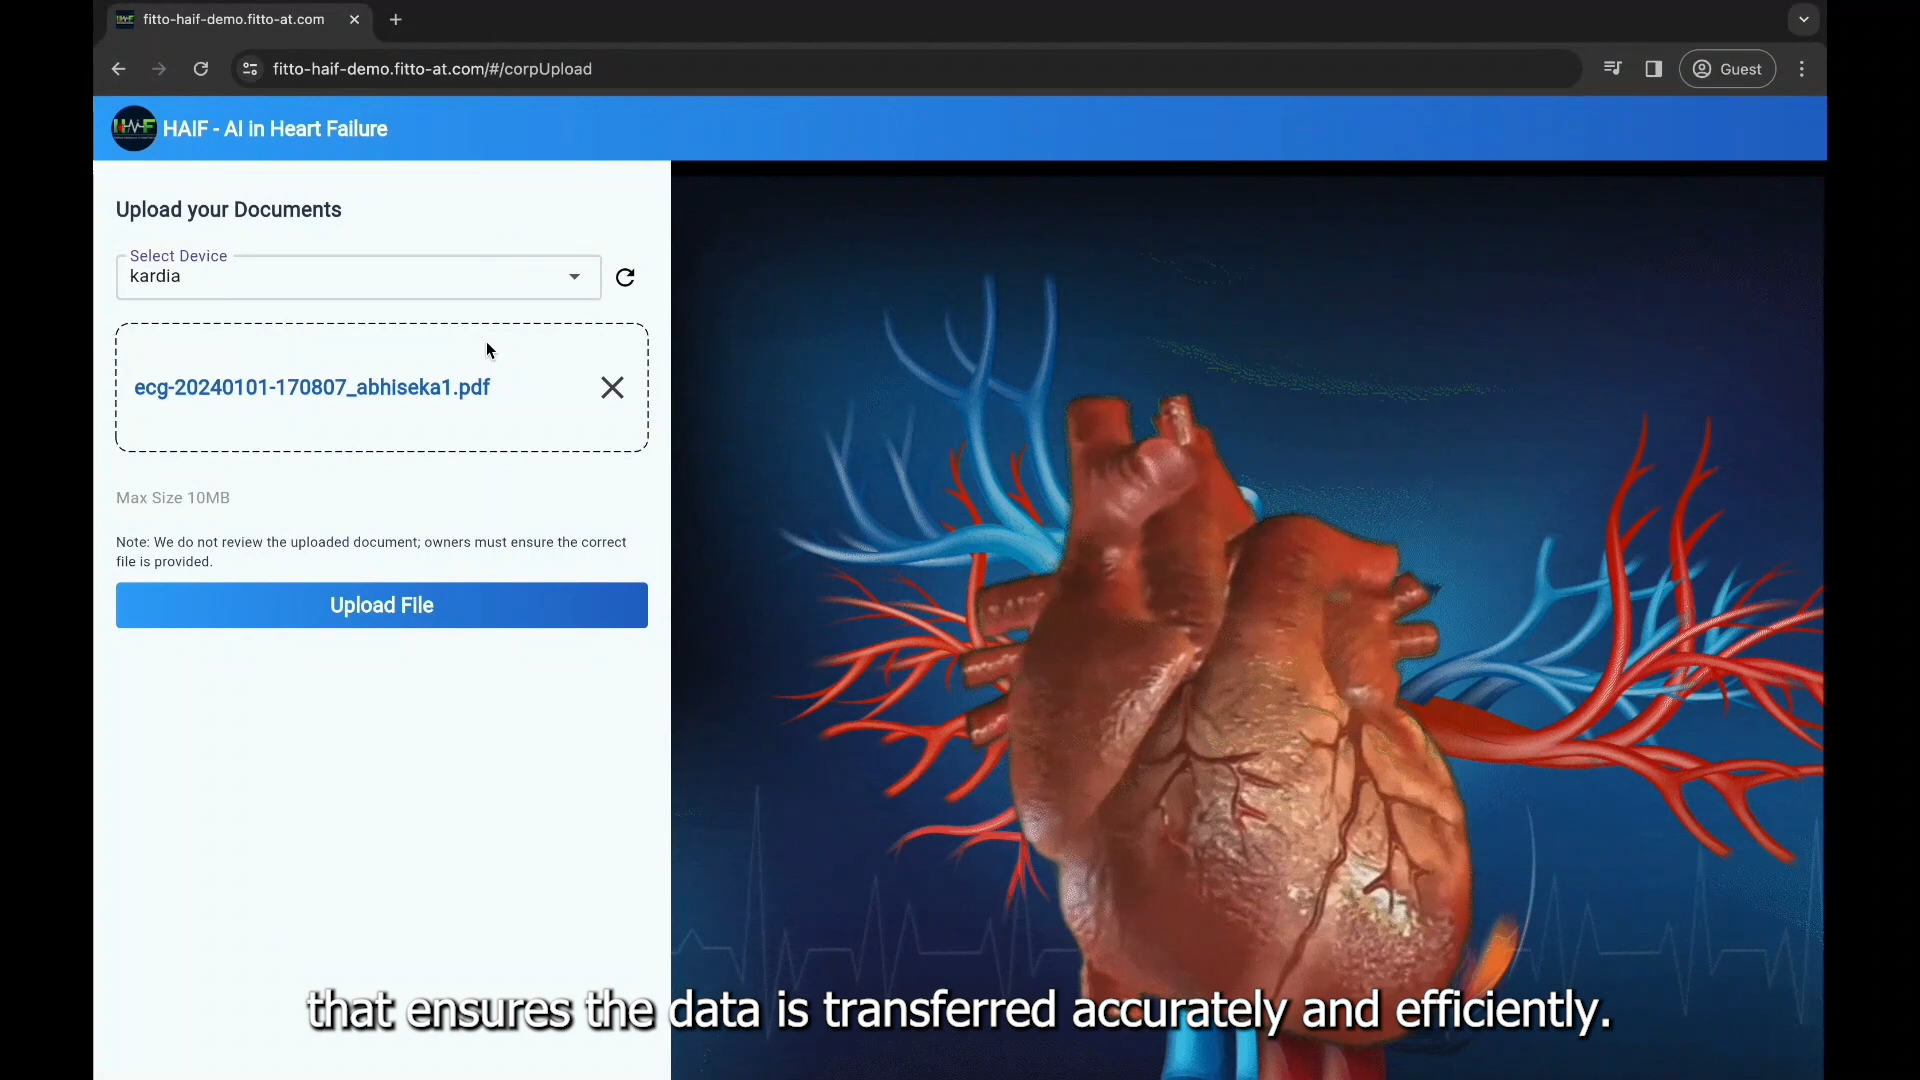 fitto-haif-demo.fitto-at.com
fitto-haif-demo.fitto-at.com/#/corpUpload
Guest
HAIF
HAIF - AI in Heart Failure
Upload your Documents
Select Device
kardia
ecg-20240101-170807_abhiseka1.pdf
Max Size 10MB
Note: We do not review the uploaded document; owners must ensure the correct
file is provided.
Upload File
that ensures the data is transferred accurately and efficiently.